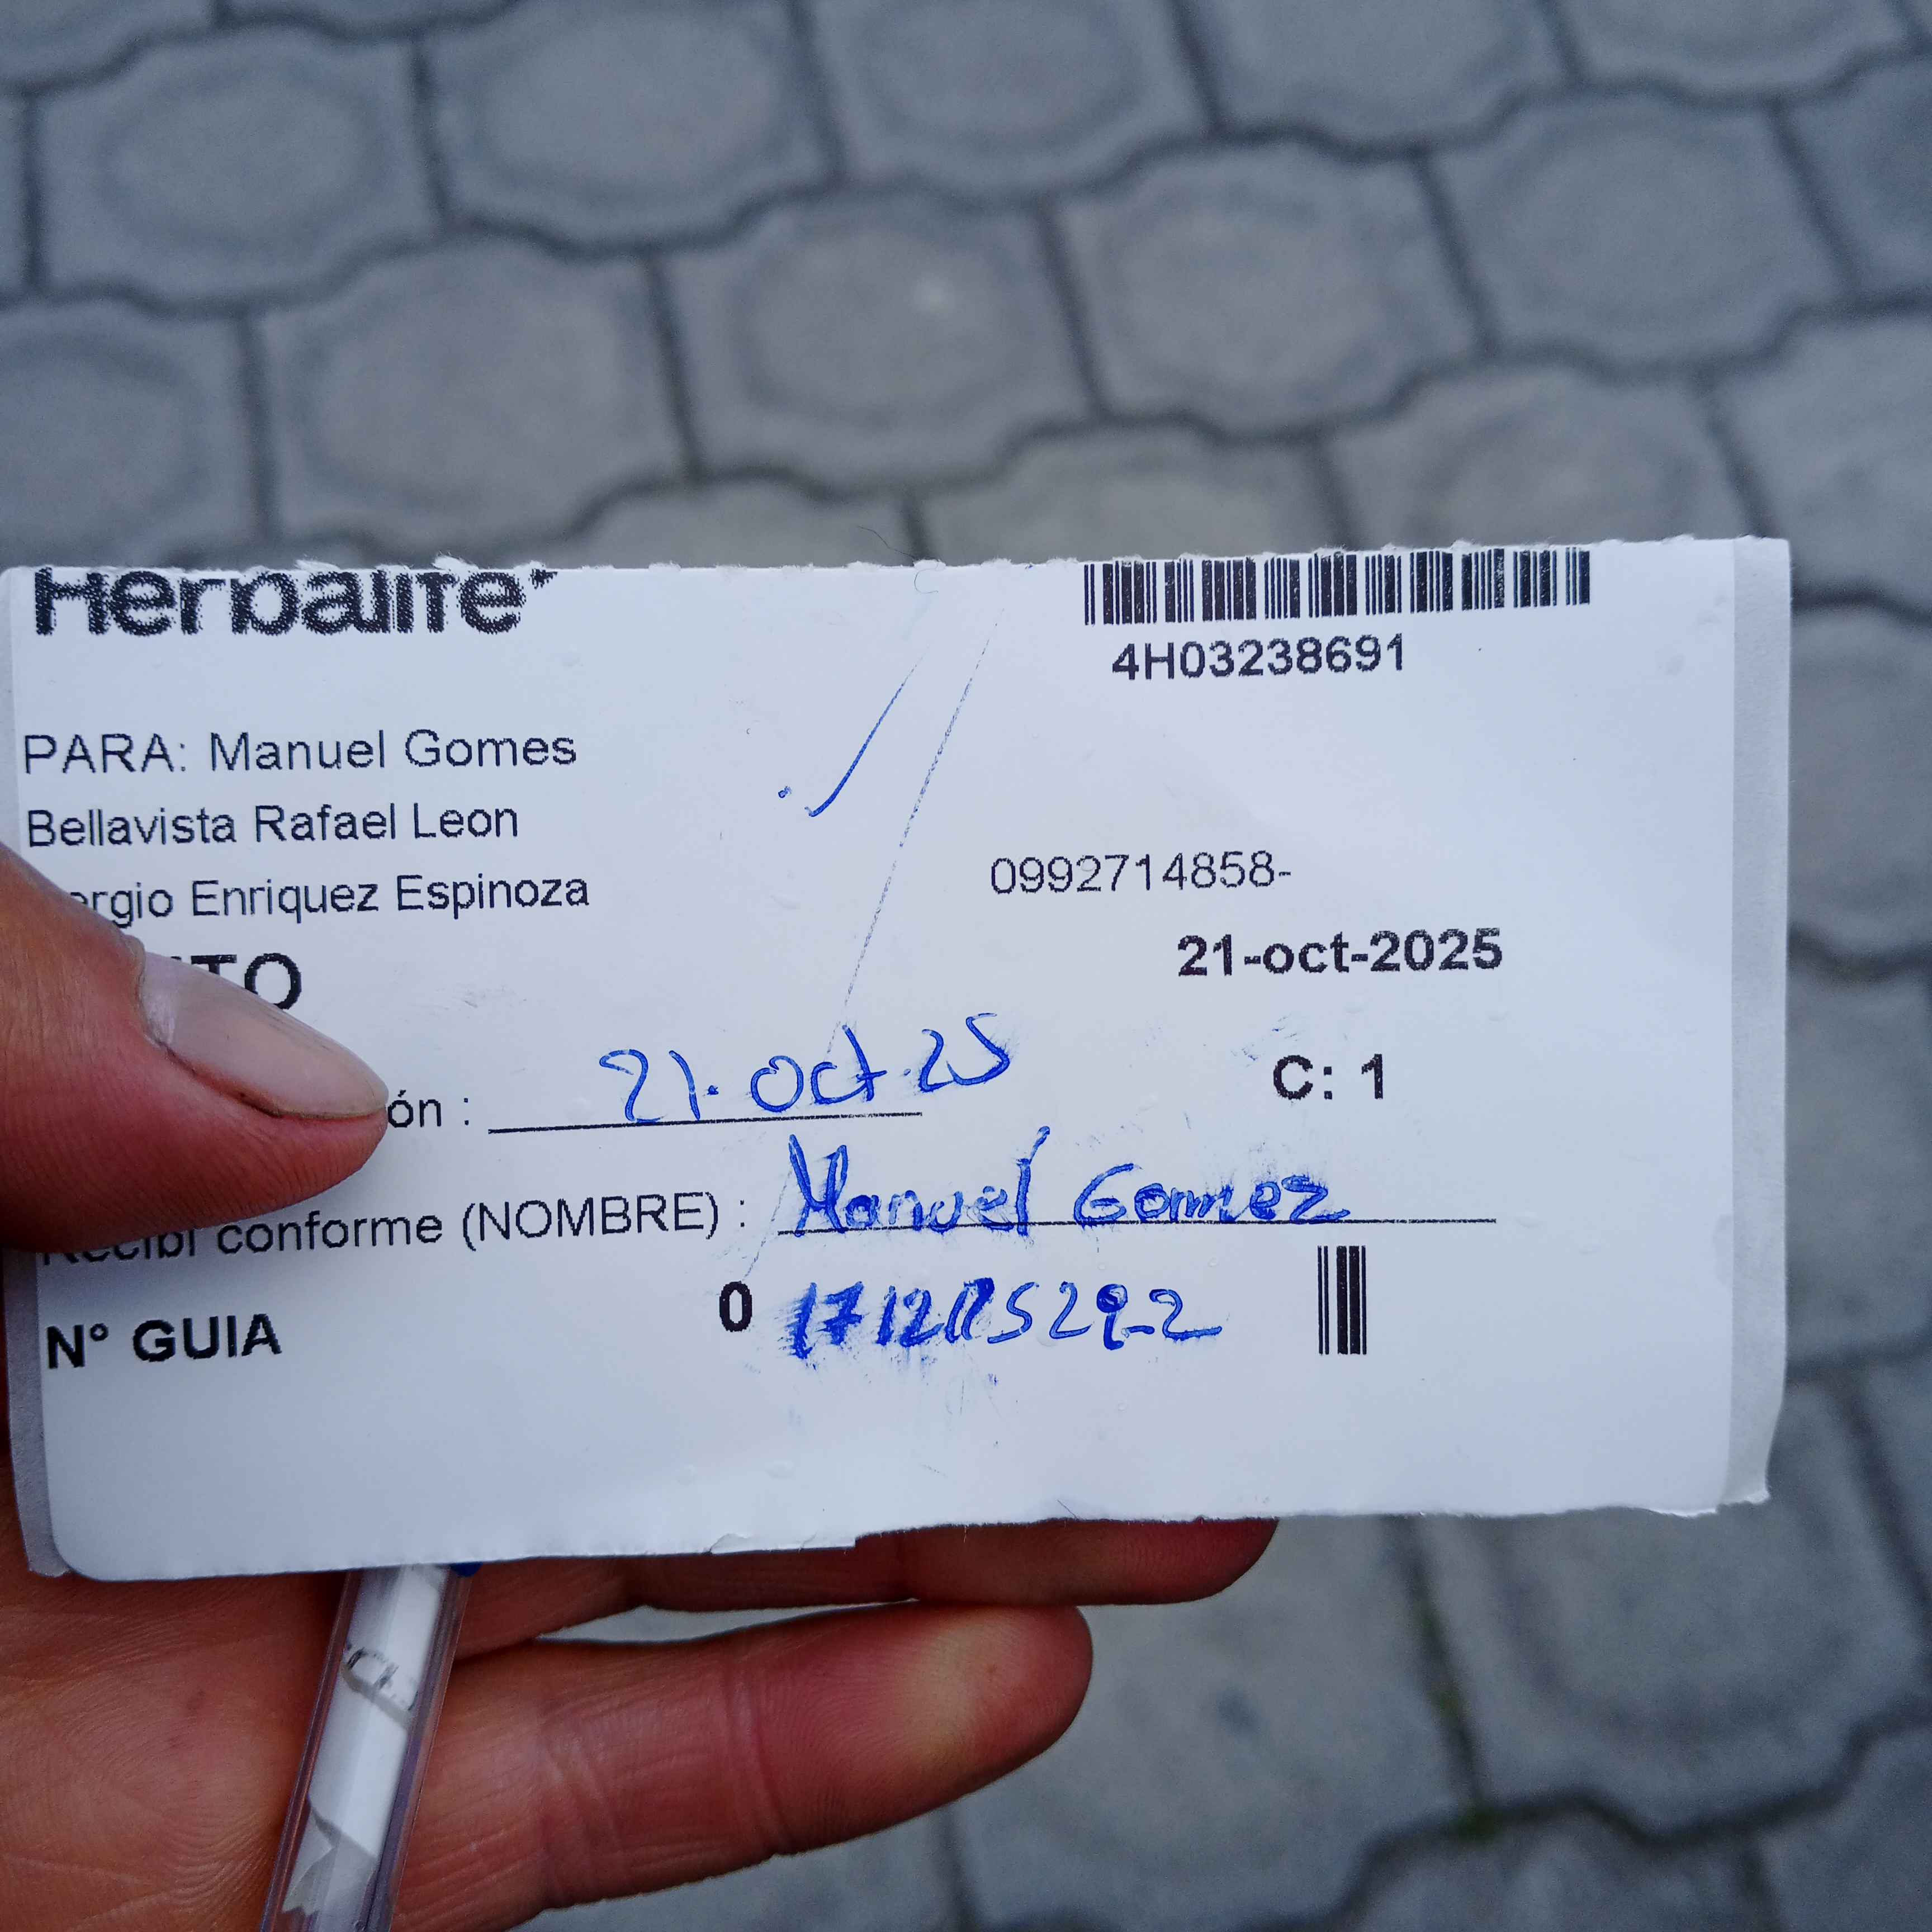 Herbalife
4H03238691
PARA: Manuel Gomes
Bellavista Rafael Leon
ergio Enriquez Espinoza
0992714858-
TO
21-oct-2025
ón : 21. Oct. 25
C: 1
Recibí conforme (NOMBRE) : Manuel Gomez
N° GUIA 0